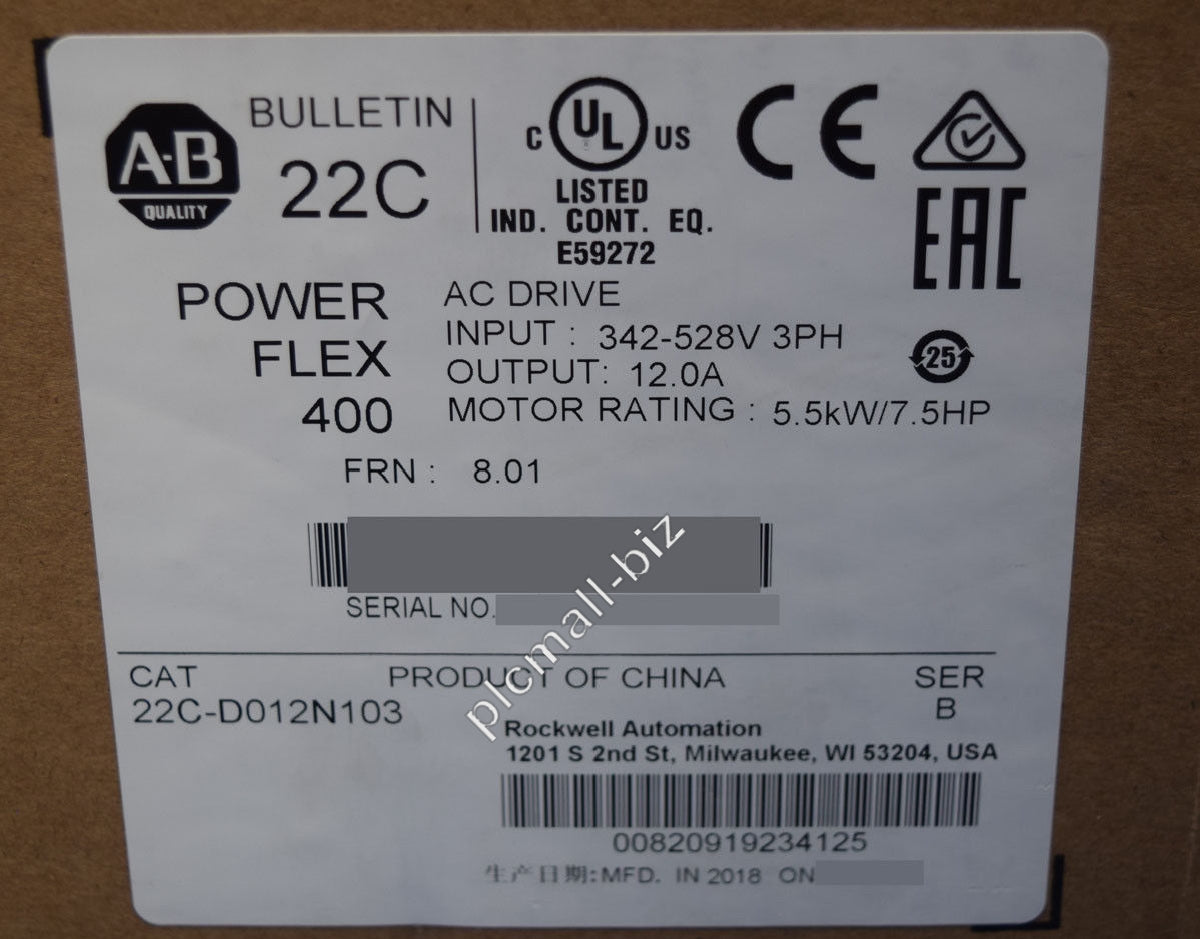 A-B
QUALITY
BULLETIN
22C
C UL US
LISTED
IND. CONT. EQ.
E59272
CE
EAC
POWER
FLEX
400
AC DRIVE
INPUT : 342-528V 3PH
OUTPUT: 12.0A
MOTOR RATING : 5.5kW/7.5HP
25
FRN : 8.01
SERIAL NO.
plcmall-biz
CAT
22C-D012N103
PRODUCT OF CHINA
SER
B
Rockwell Automation
1201 S 2nd St, Milwaukee, WI 53204, USA
00820919234125
生产日期:MFD. IN 2018 ON